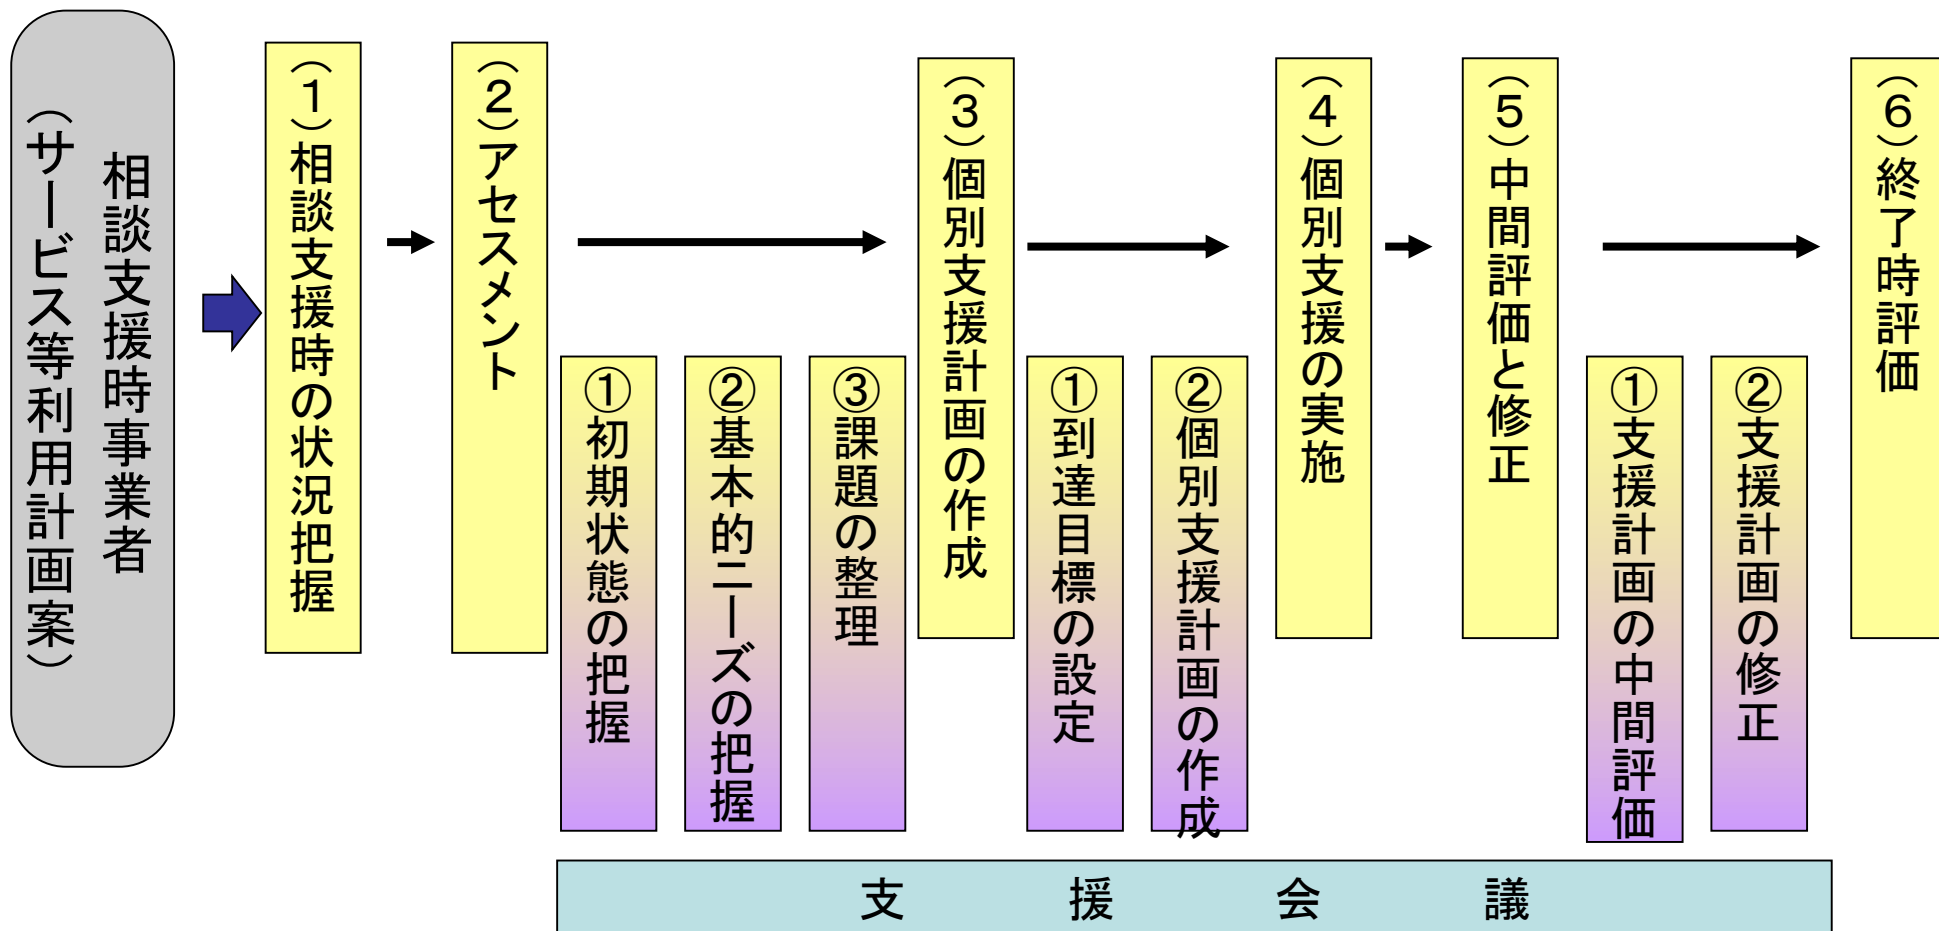 相談支援時事業者
（サービス等利用計画案）
（１）相談支援時の状況把握
（２）アセスメント
①初期状態の把握
②基本的ニーズの把握
③課題の整理
（３）個別支援計画の作成
①到達目標の設定
②個別支援計画の作成
（４）個別支援の実施
（５）中間評価と修正
①支援計画の中間評価
②支援計画の修正
（６）終了時評価
支援会議